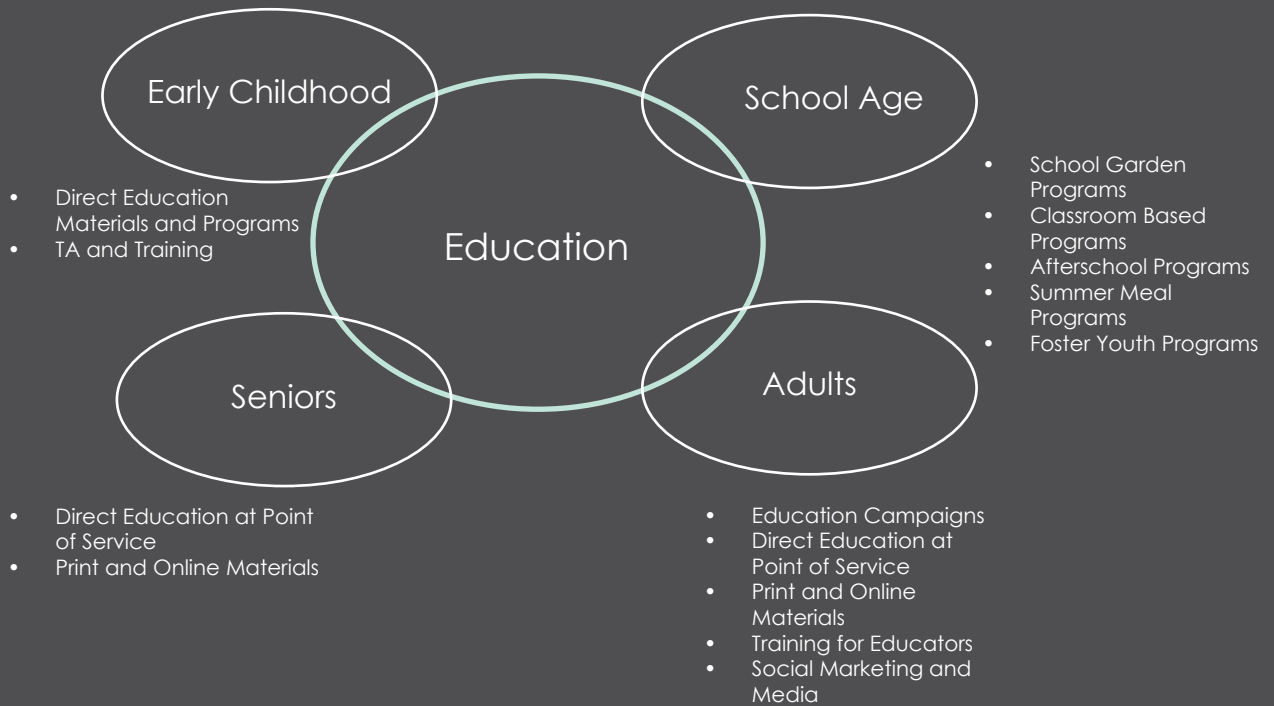 Early Childhood
School Age
• Direct Education
Materials and Programs
• TA and Training
Education
• School Garden
Programs
• Classroom Based
Programs
• Afterschool Programs
• Summer Meal
Programs
• Foster Youth Programs
Seniors
Adults
• Direct Education at Point
of Service
• Print and Online Materials
• Education Campaigns
• Direct Education at
Point of Service
• Print and Online
Materials
• Training for Educators
• Social Marketing and
Media